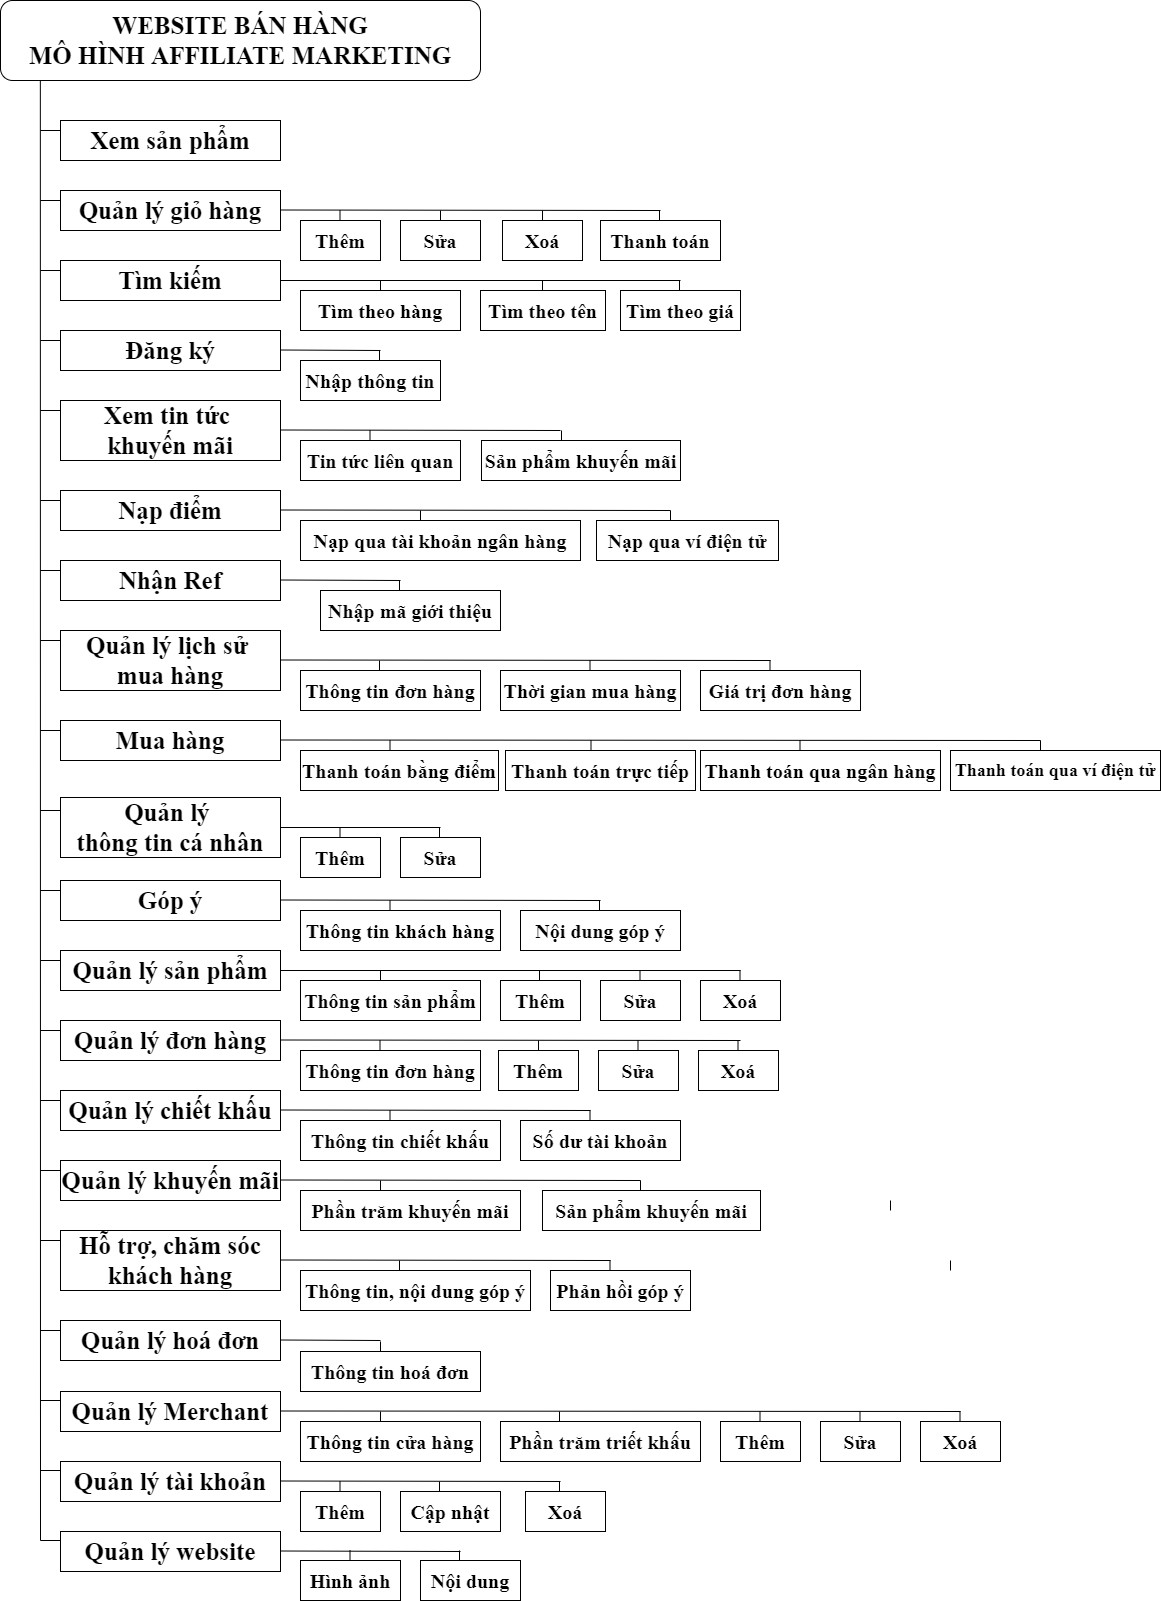 WEBSITE BÁN HÀNG
MÔ HÌNH AFFILIATE MARKETING
Xem sản phẩm
Quản lý giỏ hàng
Thêm
Sửa
Xoá
Thanh toán
Tìm kiếm
Tìm theo hàng
Tìm theo tên
Tìm theo giá
Đăng ký
Nhập thông tin
Xem tin tức
khuyến mãi
Tin tức liên quan
Sản phẩm khuyến mãi
Nạp điểm
Nạp qua tài khoản ngân hàng
Nạp qua ví điện tử
Nhận Ref
Nhập mã giới thiệu
Quản lý lịch sử
mua hàng
Thông tin đơn hàng
Thời gian mua hàng
Giá trị đơn hàng
Mua hàng
Thanh toán bằng điểm
Thanh toán trực tiếp
Thanh toán qua ngân hàng
Thanh toán qua ví điện tử
Quản lý
thông tin cá nhân
Thêm
Sửa
Góp ý
Thông tin khách hàng
Nội dung góp ý
Quản lý sản phẩm
Thông tin sản phẩm
Thêm
Sửa
Xoá
Quản lý đơn hàng
Thông tin đơn hàng
Thêm
Sửa
Xoá
Quản lý chiết khấu
Thông tin chiết khấu
Số dư tài khoản
Quản lý khuyến mãi
Phần trăm khuyến mãi
Sản phẩm khuyến mãi
Hỗ trợ, chăm sóc
khách hàng
Thông tin, nội dung góp ý
Phản hồi góp ý
Quản lý hoá đơn
Thông tin hoá đơn
Quản lý Merchant
Thông tin cửa hàng
Phần trăm triết khấu
Thêm
Sửa
Xoá
Quản lý tài khoản
Thêm
Cập nhật
Xoá
Quản lý website
Hình ảnh
Nội dung